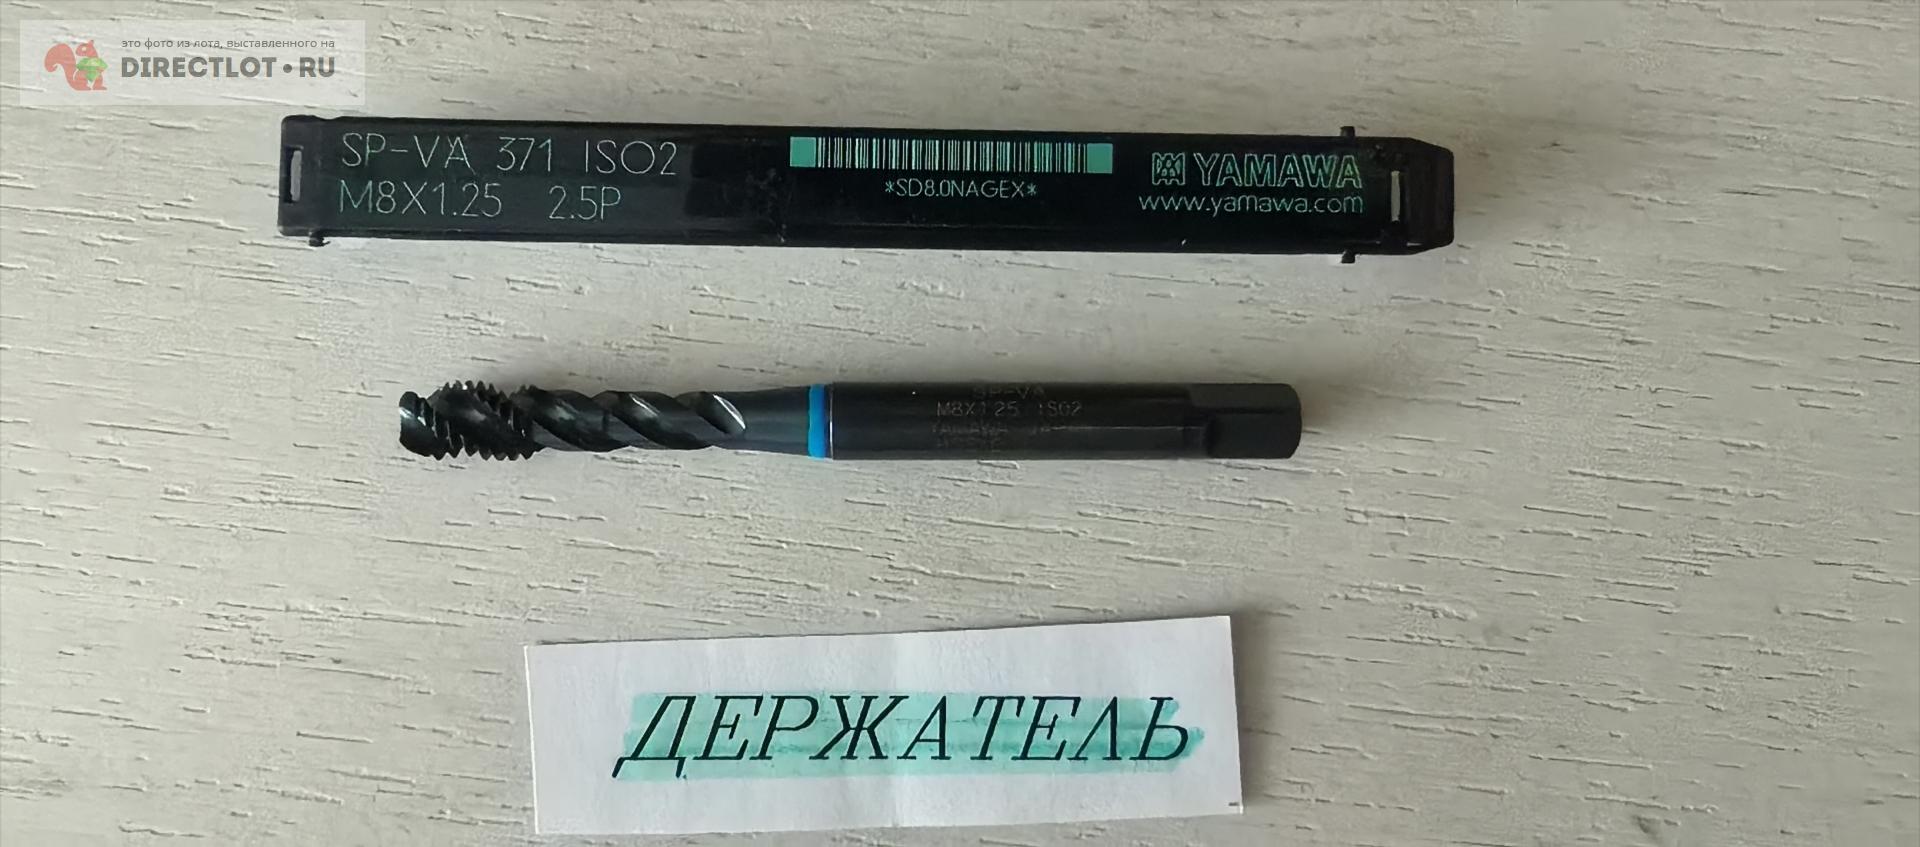 это фото из лота, выставленного на
DIRECTLOT•RU
SP-VA 371 ISO2
M8X1.25 2.5P
*SD8.0NAGEX*
YAMAWA
www.yamawa.com
SP-VA
M8X1.25 ISO2
YAMAWA
ДЕРЖАТЕЛЬ